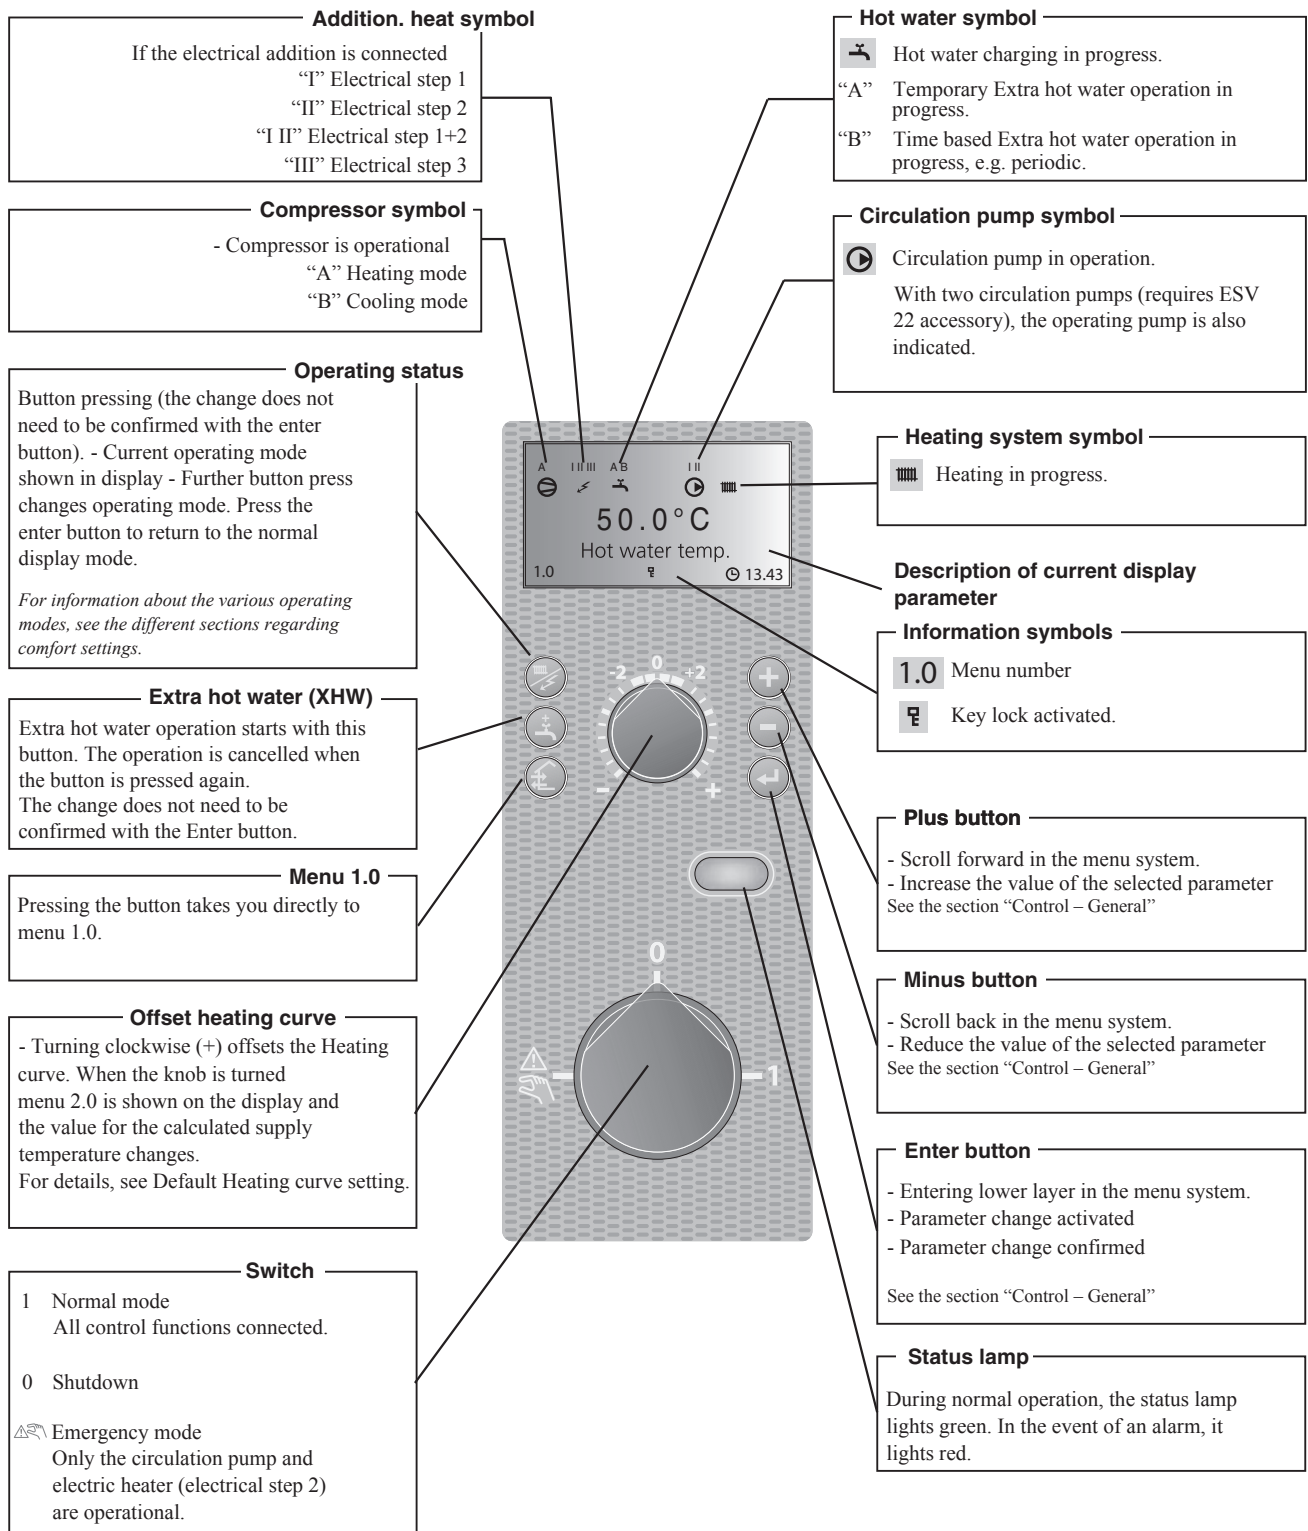 Addition. heat symbol
If the electrical addition is connected
“I” Electrical step 1
“II” Electrical step 2
“I II” Electrical step 1+2
“III” Electrical step 3
Compressor symbol
- Compressor is operational
“A” Heating mode
“B” Cooling mode
Operating status
Button pressing (the change does not
need to be confirmed with the enter
button). - Current operating mode
shown in display - Further button press
changes operating mode. Press the
enter button to return to the normal
display mode.
For information about the various operating
modes, see the different sections regarding
comfort settings.
Extra hot water (XHW)
Extra hot water operation starts with this
button. The operation is cancelled when
the button is pressed again.
The change does not need to be
confirmed with the Enter button.
Menu 1.0
Pressing the button takes you directly to
menu 1.0.
Offset heating curve
- Turning clockwise (+) offsets the Heating
curve. When the knob is turned
menu 2.0 is shown on the display and
the value for the calculated supply
temperature changes.
For details, see Default Heating curve setting.
Switch
1 Normal mode
All control functions connected.
0 Shutdown
Emergency mode
Only the circulation pump and
electric heater (electrical step 2)
are operational.
A I II III A B I II
50.0°C
Hot water temp.
1.0 13.43
-2 0 +2
- +
0
1
Hot water symbol
Hot water charging in progress.
“A” Temporary Extra hot water operation in
progress.
“B” Time based Extra hot water operation in
progress, e.g. periodic.
Circulation pump symbol
Circulation pump in operation.
With two circulation pumps (requires ESV
22 accessory), the operating pump is also
indicated.
Heating system symbol
Heating in progress.
Description of current display
parameter
Information symbols
1.0 Menu number
Key lock activated.
Plus button
- Scroll forward in the menu system.
- Increase the value of the selected parameter
See the section “Control – General”
Minus button
- Scroll back in the menu system.
- Reduce the value of the selected parameter
See the section “Control – General”
Enter button
- Entering lower layer in the menu system.
- Parameter change activated
- Parameter change confirmed
See the section “Control – General”
Status lamp
During normal operation, the status lamp
lights green. In the event of an alarm, it
lights red.